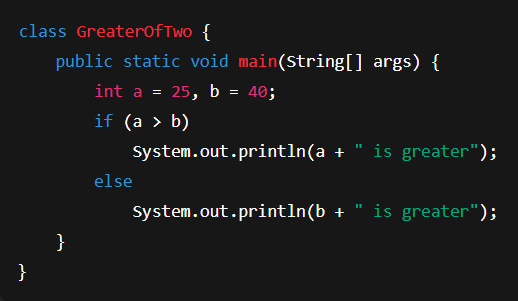 class GreaterOfTwo {
    public static void main(String[] args) {
        int a = 25, b = 40;
        if (a > b)
            System.out.println(a + " is greater");
        else
            System.out.println(b + " is greater");
    }
}